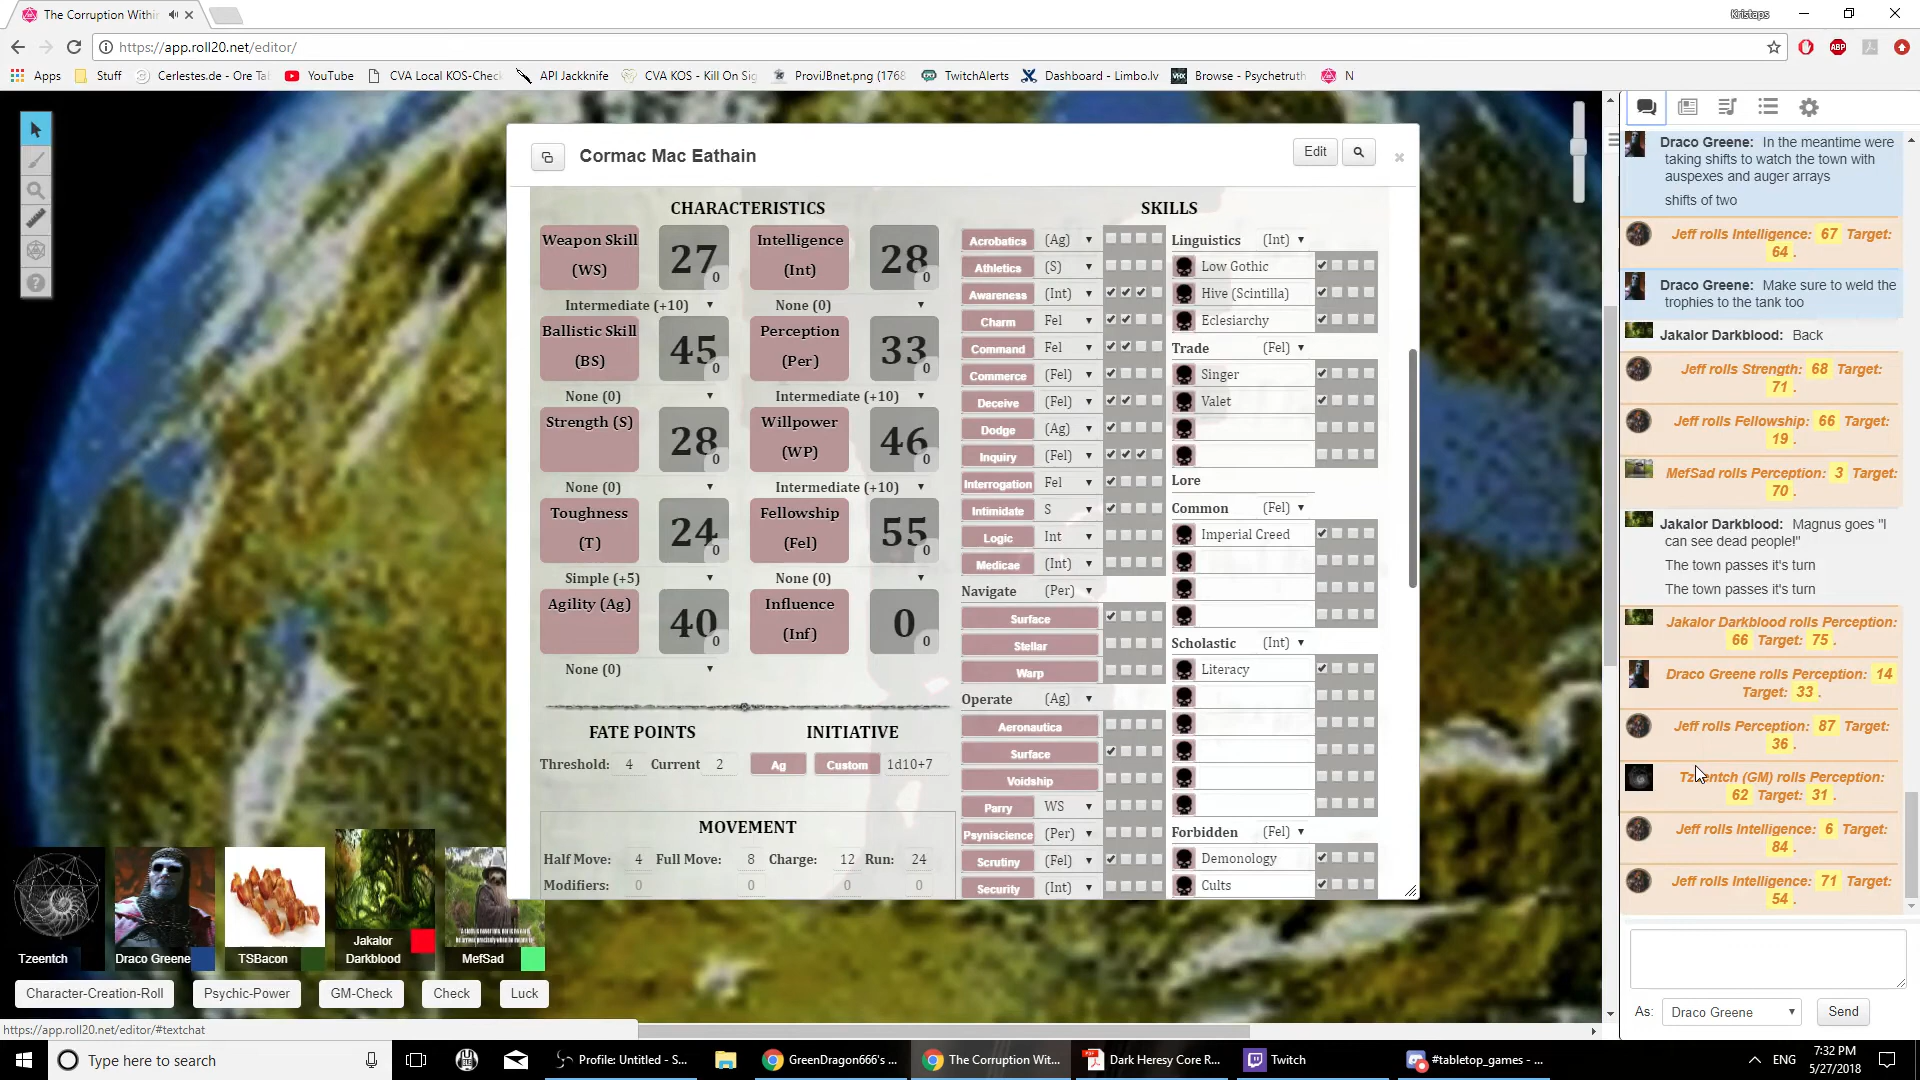 The Corruption Within
Kristaps
https://app.roll20.net/editor/
Apps
Stuff
Cerlestes.de - Ore Ta
YouTube
CVA Local KOS-Chec
API Jackknife
CVA KOS - Kill On Sig
ProviJBnet.png (1768
TwitchAlerts
Dashboard - Limbo.lv
Browse - Psychetruth
N
ABP
Cormac Mac Eathain
Edit
CHARACTERISTICS
Weapon Skill
(WS)
27
0
Intelligence
(Int)
28
0
Intermediate (+10)
None (0)
Ballistic Skill
(BS)
45
0
Perception
(Per)
33
0
None (0)
Intermediate (+10)
Strength (S)
28
0
Willpower
(WP)
46
0
None (0)
Intermediate (+10)
Toughness
(T)
24
0
Fellowship
(Fel)
55
0
Simple (+5)
None (0)
Agility (Ag)
40
0
Influence
(Inf)
0
0
None (0)
FATE POINTS
Threshold: 4 Current 2
INITIATIVE
Ag
Custom
1d10+7
MOVEMENT
Half Move: 4 Full Move: 8 Charge: 12 Run: 24
Modifiers: 0 0 0 0
SKILLS
Acrobatics (Ag)
Athletics (S)
Awareness (Int)
Charm Fel
Command Fel
Commerce (Fel)
Deceive (Fel)
Dodge (Ag)
Inquiry (Fel)
Interrogation Fel
Intimidate S
Logic Int
Medicae (Int)
Navigate (Per)
Surface
Stellar
Warp
Operate (Ag)
Aeronautica
Surface
Voidship
Parry WS
Psyniscience (Per)
Scrutiny (Fel)
Security (Int)
Linguistics (Int)
Low Gothic
Hive (Scintilla)
Eclesiarchy
Trade (Fel)
Singer
Valet
Lore
Common (Fel)
Imperial Creed
Scholastic (Int)
Literacy
Forbidden (Fel)
Demonology
Cults
Draco Greene: In the meantime were
taking shifts to watch the town with
auspexes and auger arrays
shifts of two
Jeff rolls Intelligence: 67 Target:
64 .
Draco Greene: Make sure to weld the
trophies to the tank too
Jakalor Darkblood: Back
Jeff rolls Strength: 68 Target:
71 .
Jeff rolls Fellowship: 66 Target:
19 .
MefSad rolls Perception: 3 Target:
70 .
Jakalor Darkblood: Magnus goes "I
can see dead people!"
The town passes it's turn
The town passes it's turn
Jakalor Darkblood rolls Perception:
66 Target: 75 .
Draco Greene rolls Perception: 14
Target: 33 .
Jeff rolls Perception: 87 Target:
36 .
Tzeentch (GM) rolls Perception:
62 Target: 31 .
Jeff rolls Intelligence: 6 Target:
84 .
Jeff rolls Intelligence: 71 Target:
54 .
As: Draco Greene
Send
Tzeentch
Draco Greene
TSBacon
Jakalor
Darkblood
MefSad
Character-Creation-Roll
Psychic-Power
GM-Check
Check
Luck
https://app.roll20.net/editor/#textchat
Type here to search
Profile: Untitled - S...
GreenDragon666's ...
The Corruption Wit...
Dark Heresy Core R...
Twitch
#tabletop_games - ...
ENG
7:32 PM
5/27/2018